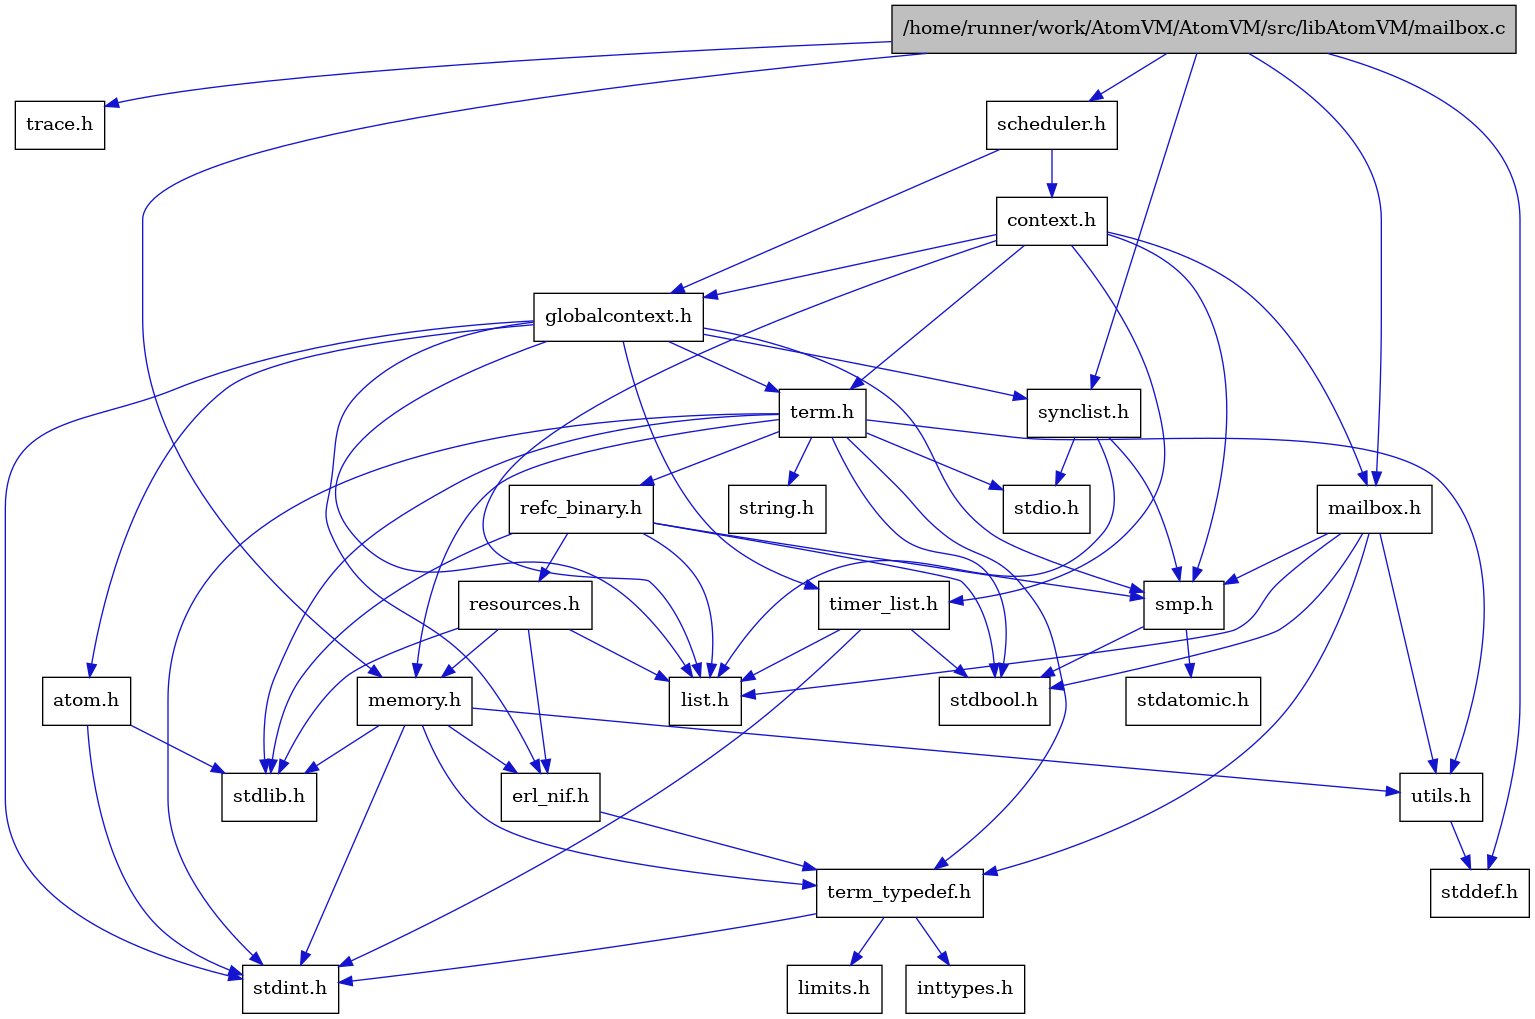 /home/runner/work/AtomVM/AtomVM/src/libAtomVM/mailbox.c
trace.h
scheduler.h
context.h
globalcontext.h
term.h
synclist.h
refc_binary.h
string.h
stdio.h
mailbox.h
resources.h
timer_list.h
smp.h
atom.h
memory.h
list.h
stdbool.h
stdatomic.h
stdlib.h
erl_nif.h
utils.h
term_typedef.h
stddef.h
stdint.h
limits.h
inttypes.h